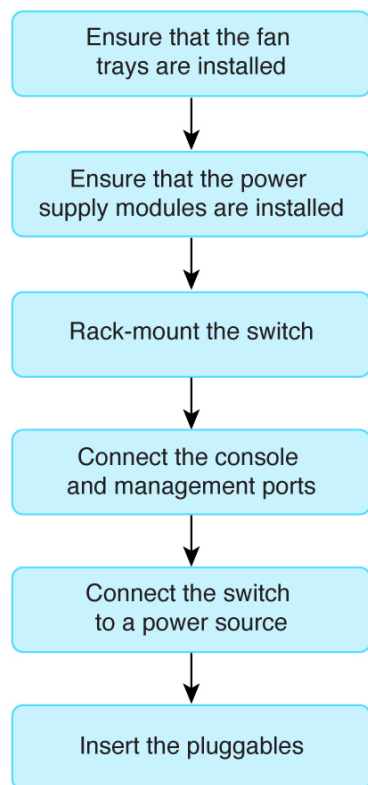 Ensure that the fan
trays are installed
Ensure that the power
supply modules are installed
Rack-mount the switch
Connect the console
and management ports
Connect the switch
to a power source
Insert the pluggables